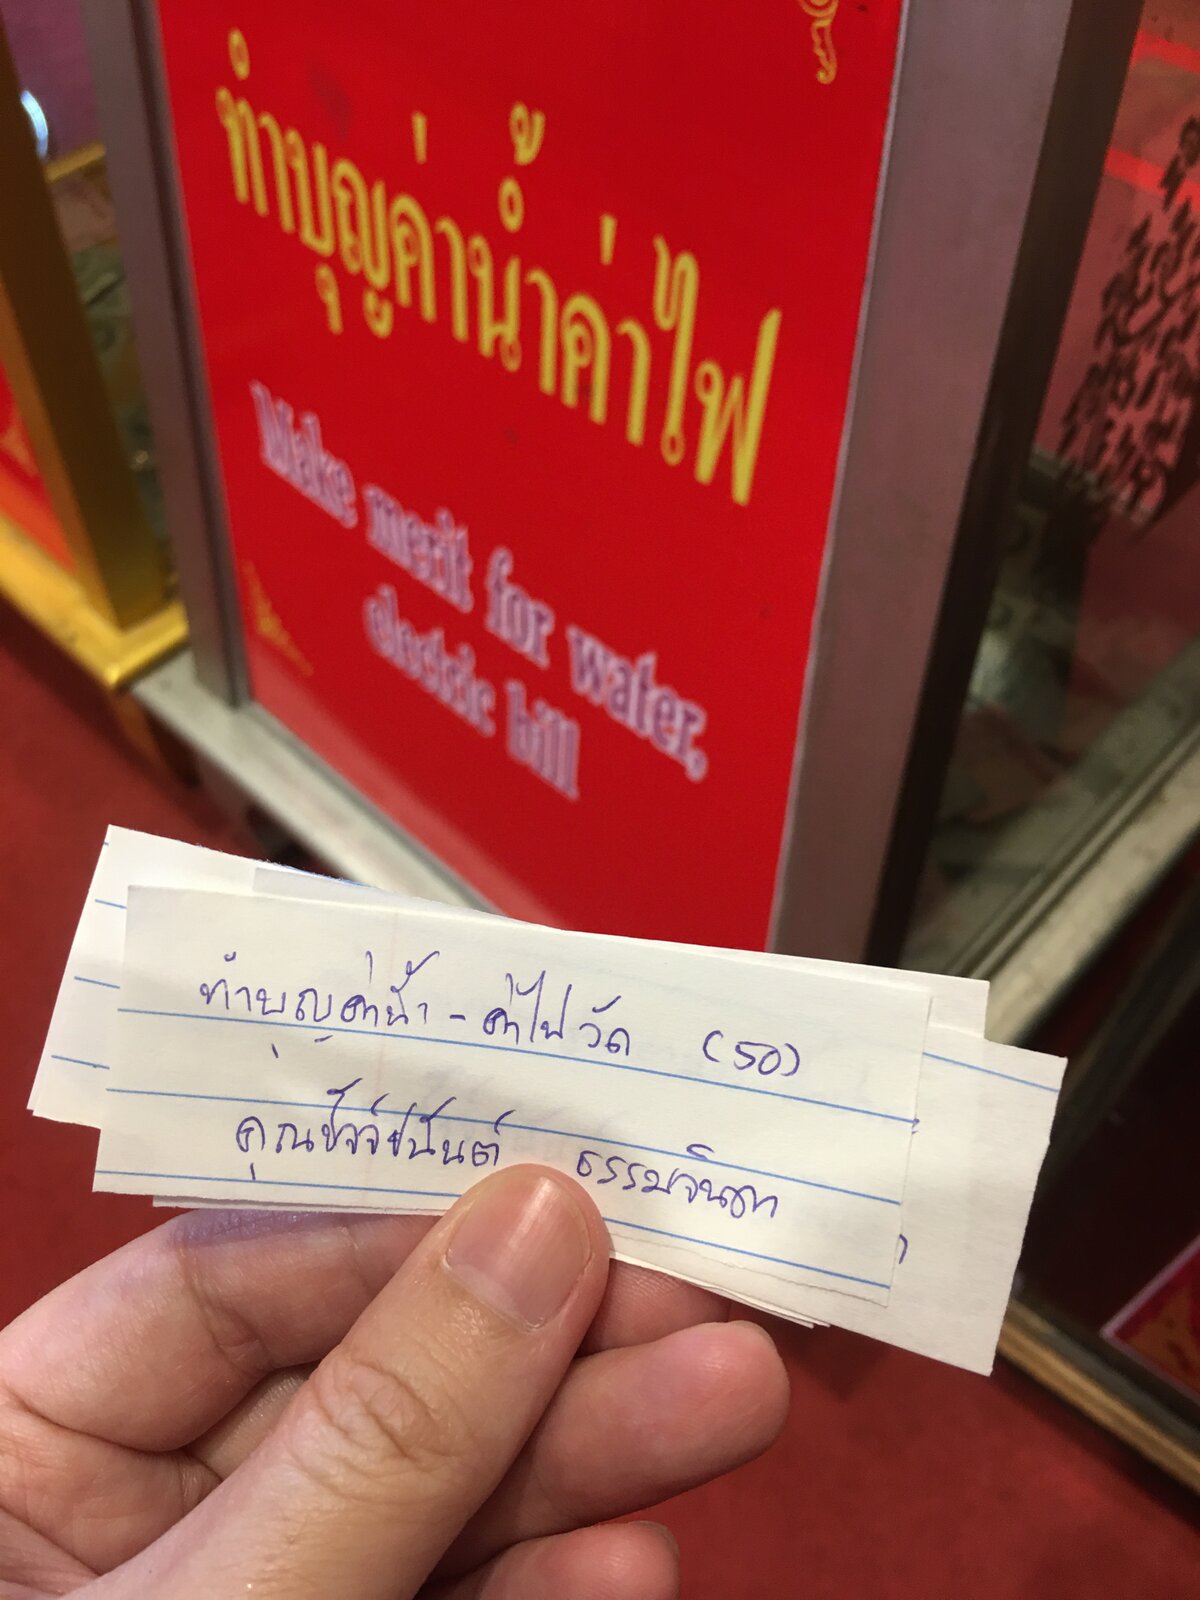 ทำบุญค่าน้ำค่าไฟ
Make merit for water,
electric bill
ทำบุญค่าน้ำ - ค่าไฟวัด (50)
คุณ ธรรมจินดา